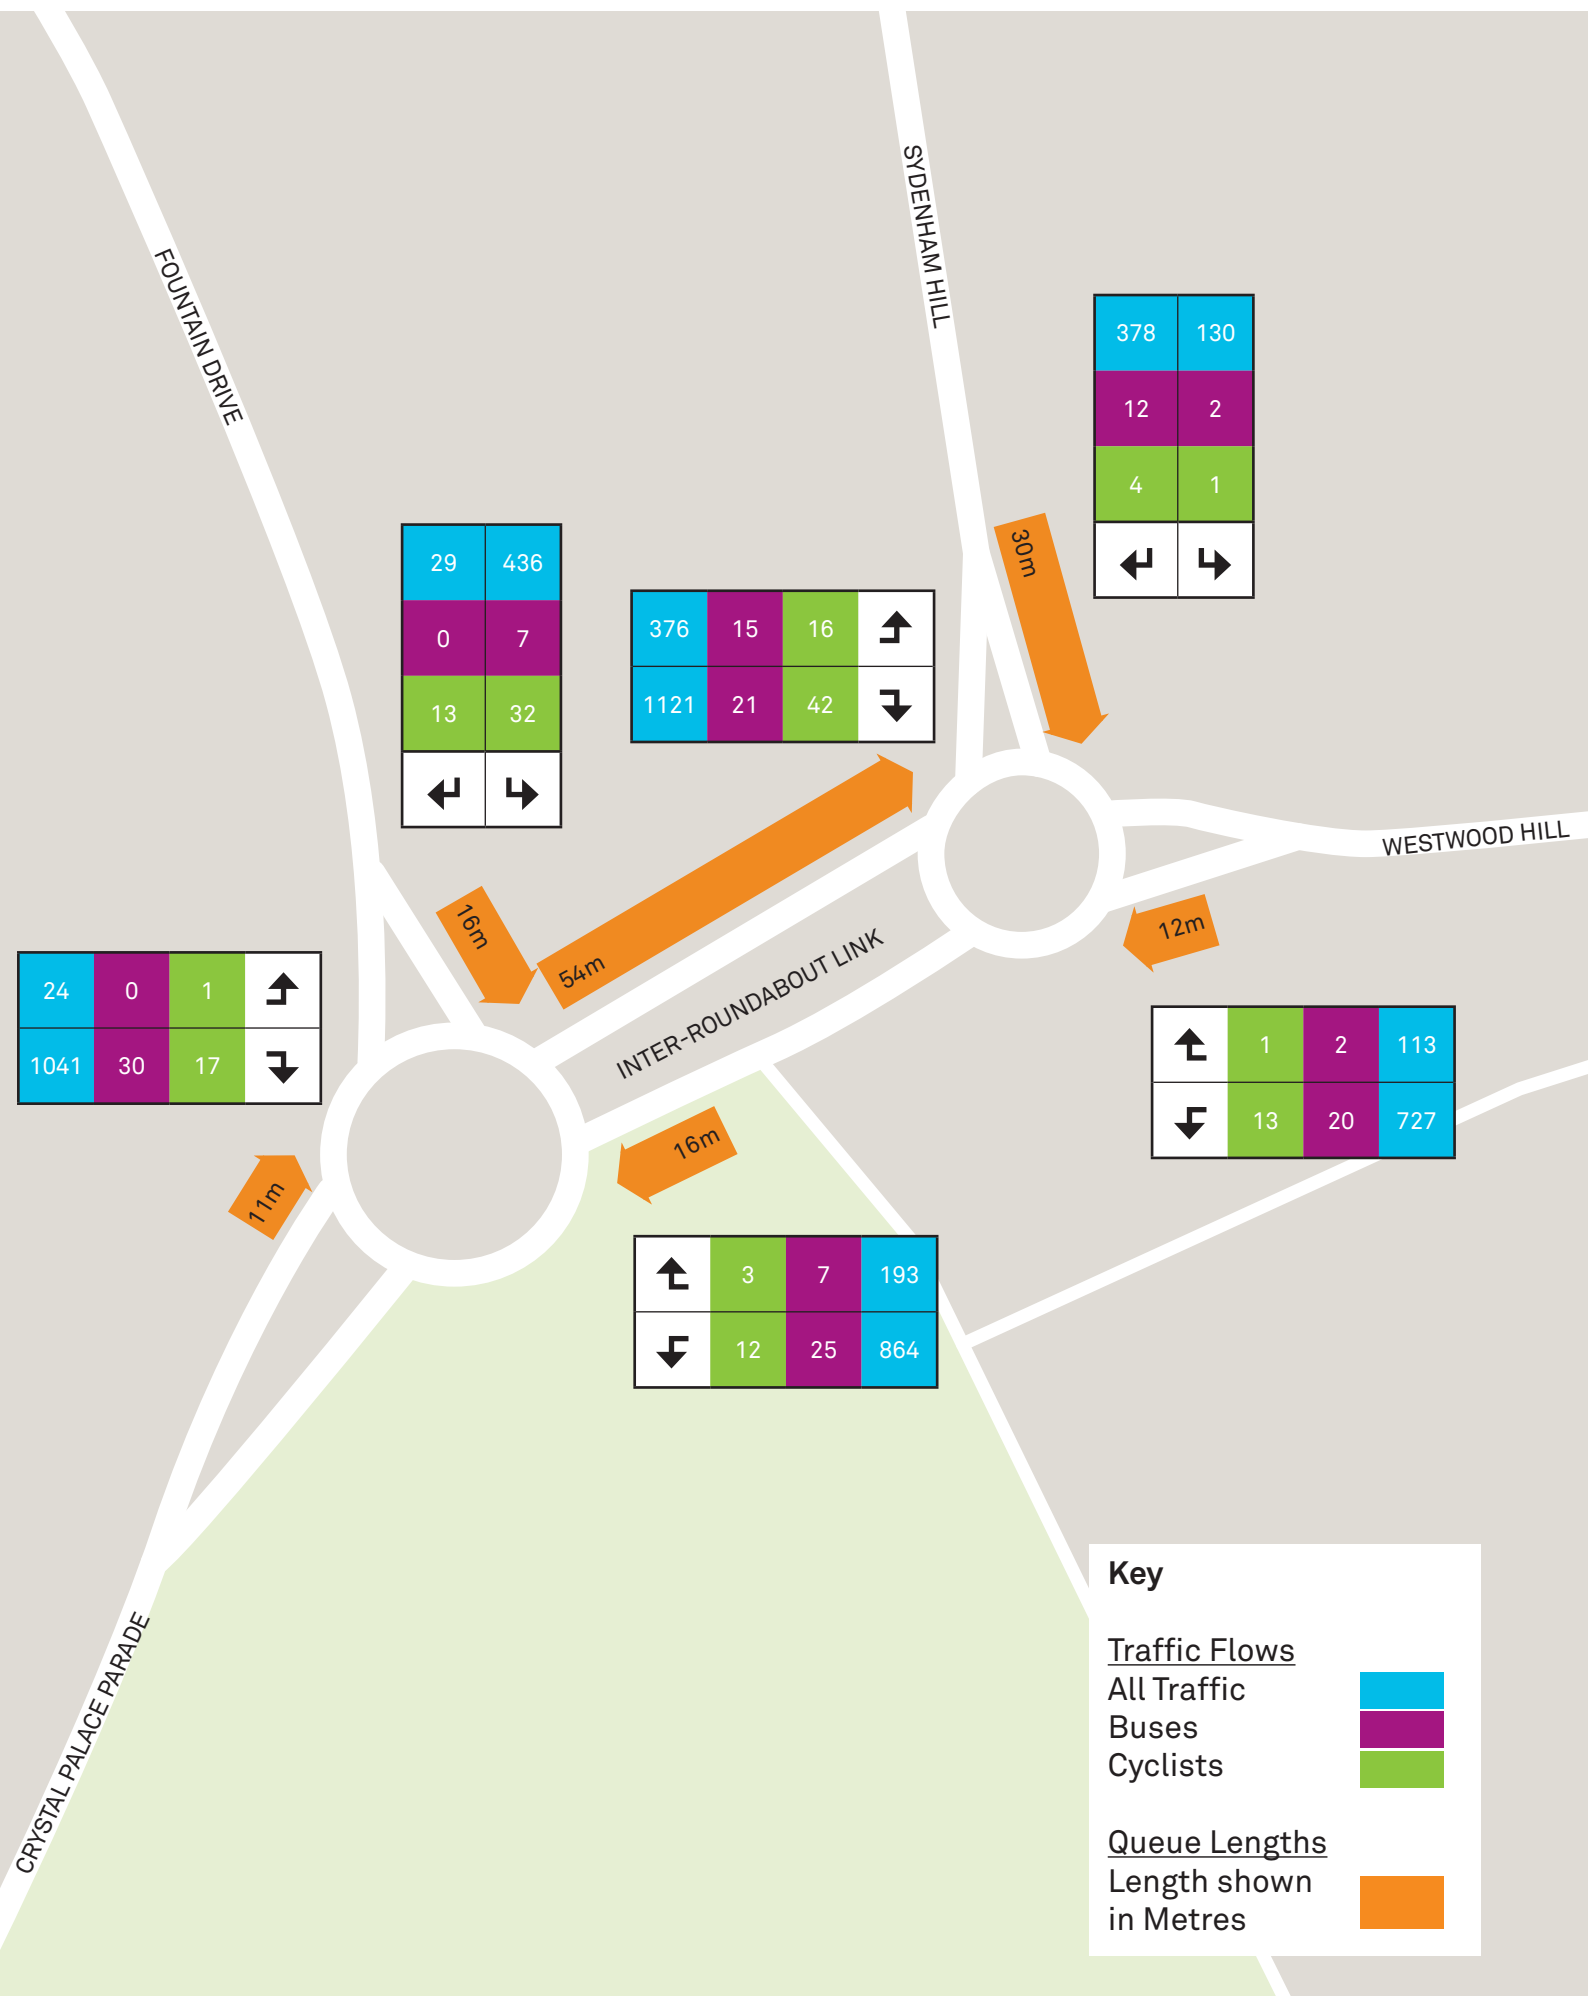 SYDENHAM HILL
FOUNTAIN DRIVE
378 130
12 2
4 1
30m
29 436
0 7
13 32
376 15 16
1121 21 42
WESTWOOD HILL
16m
54m
12m
INTER-ROUNDABOUT LINK
24 0 1
1041 30 17
1 2 113
13 20 727
16m
11m
3 7 193
12 25 864
CRYSTAL PALACE PARADE
Key
Traffic Flows
All Traffic
Buses
Cyclists
Queue Lengths
Length shown
in Metres